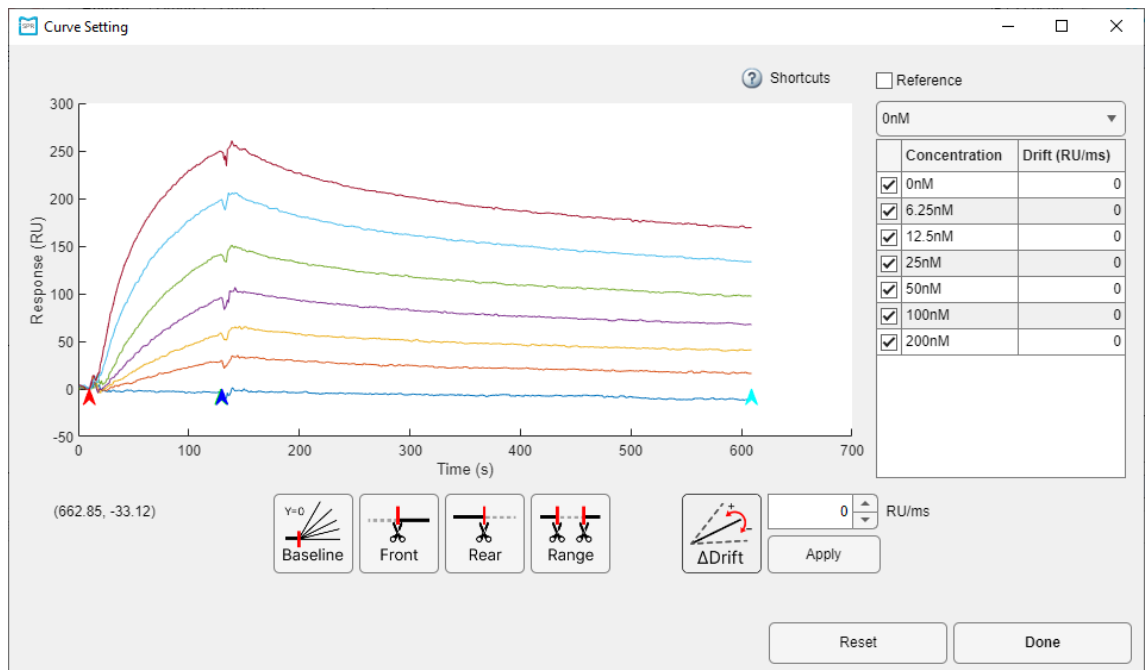 SPR Curve Setting
Shortcuts
Reference
0nM
Concentration Drift (RU/ms)
0nM 0
6.25nM 0
12.5nM 0
25nM 0
50nM 0
100nM 0
200nM 0
300
250
200
150
100
50
0
-50
Response (RU)
0 100 200 300 400 500 600 700
Time (s)
(662.85, -33.12)
Y=0
Baseline
Front
Rear
Range
+
-
ΔDrift
0 RU/ms
Apply
Reset
Done